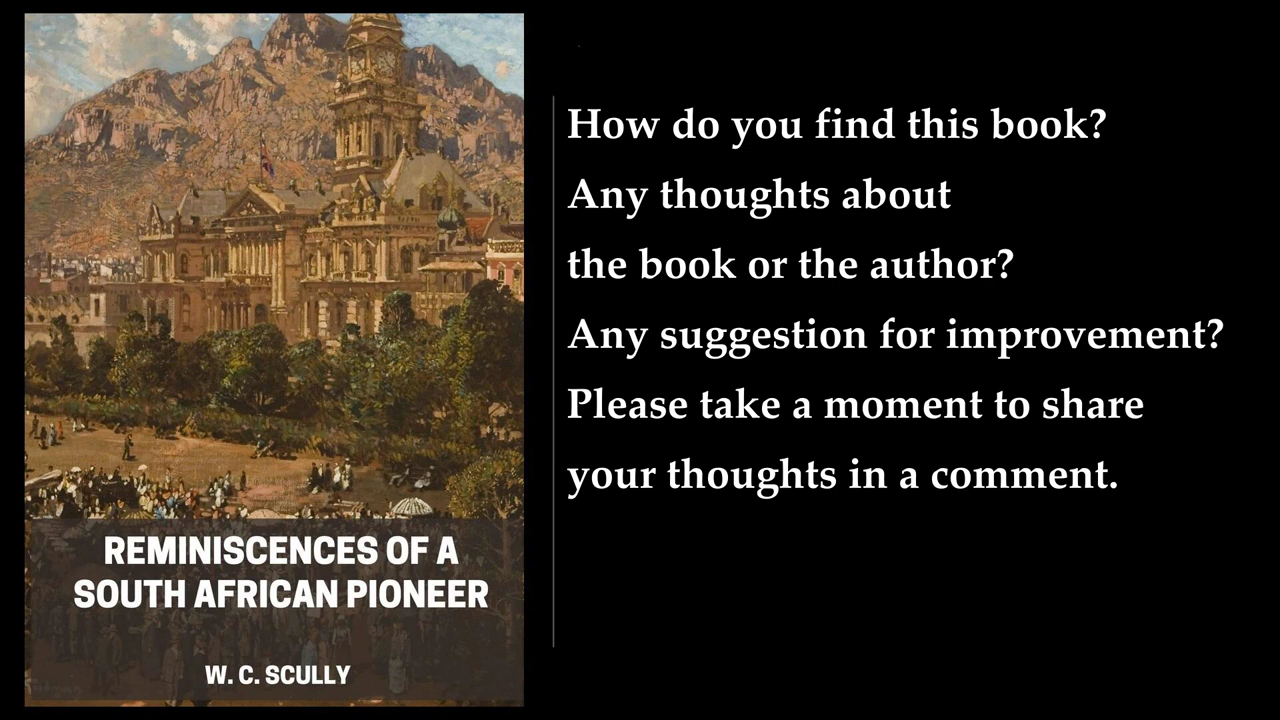 REMINISCENCES OF A
SOUTH AFRICAN PIONEER
W. C. SCULLY
How do you find this book?
Any thoughts about
the book or the author?
Any suggestion for improvement?
Please take a moment to share
your thoughts in a comment.